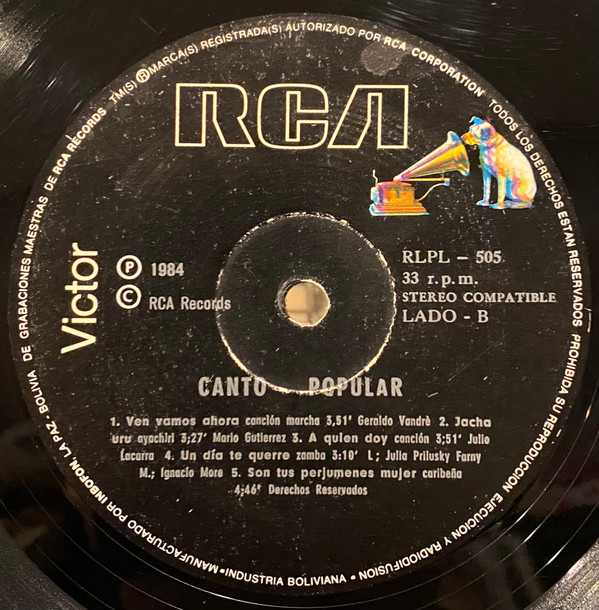 TM(S) ® MARCA(S) REGISTRADA(S) AUTORIZADO POR RCA CORPORATION
TODOS LOS DERECHOS ESTAN RESERVADOS PROHIBIDA SU REPRODUCCION EJECUCION Y RADIODIFUSION
•INDUSTRIA BOLIVIANA•
MANUFACTURADO POR INBOFON, LA PAZ - BOLIVIA DE GRABACIONES MAESTRAS DE RCA RECORDS
RCA
Victor
℗ 1984
© RCA Records
RLPL - 505
33 r.p.m.
STEREO COMPATIBLE
LADO - B
CANTO POPULAR
1. Ven vamos ahora canción marcha 3,51' Geraldo Vandrè 2. Jacha
uru ayachiri 3;27' Mario Gutierrez 3. A quien doy canción 3;51' Julio
Lacarra 4. Un día te querre zamba 3:10' L; Julia Prilusky Farny
M.; Ignacio More 5. Son tus perjumenes mujer caribeña
4;46" Derechos Reservados